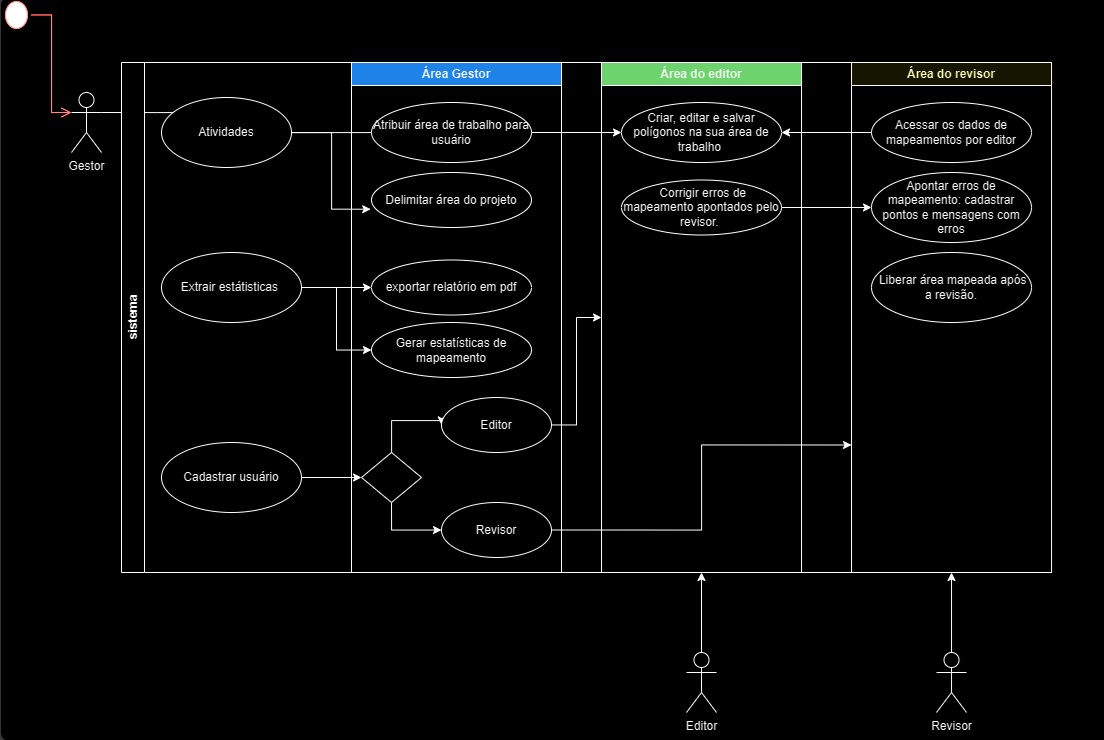 Gestor
sistema
Atividades
Extrair estátisticas
Cadastrar usuário
Área Gestor
Atribuir área de trabalho para
usuário
Delimitar área do projeto
exportar relatório em pdf
Gerar estatísticas de
mapeamento
Editor
Revisor
Área do editor
Criar, editar e salvar
polígonos na sua área de
trabalho
Corrigir erros de
mapeamento apontados pelo
revisor.
Área do revisor
Acessar os dados de
mapeamentos por editor
Apontar erros de
mapeamento: cadastrar
pontos e mensagens com
erros
Liberar área mapeada após
a revisão.
Editor
Revisor